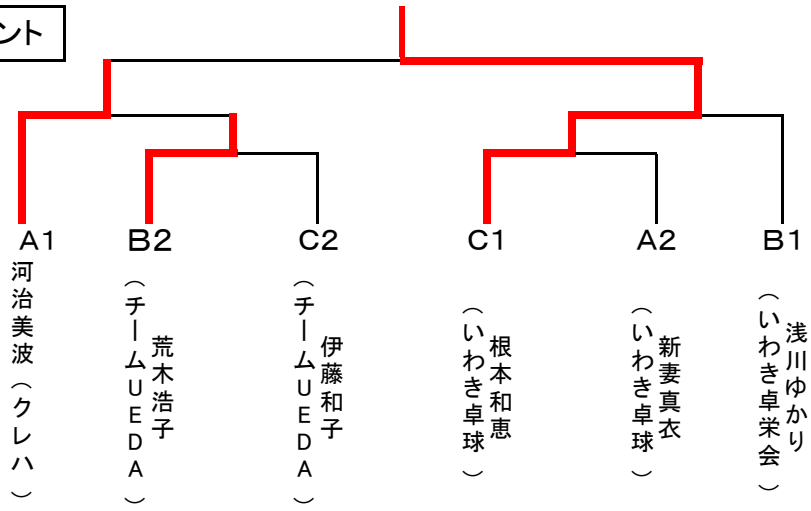 ント
A1
B2
C2
C1
A2
B1
河治美波（クレハ）
荒木浩子
（チームUEDA）
伊藤和子
（チームUEDA）
根本和恵
（いわき卓球）
新妻真衣
（いわき卓球）
浅川ゆかり
（いわき卓栄会）